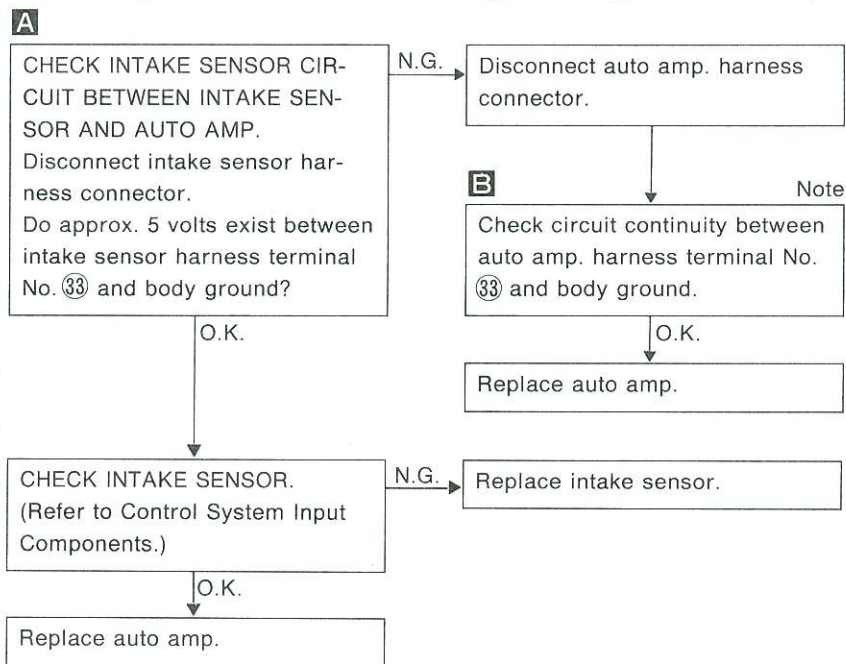 A
CHECK INTAKE SENSOR CIR-
CUIT BETWEEN INTAKE SEN-
SOR AND AUTO AMP.
Disconnect intake sensor har-
ness connector.
Do approx. 5 volts exist between
intake sensor harness terminal
No. ㉝ and body ground?
N.G.
Disconnect auto amp. harness
connector.
B
Note
Check circuit continuity between
auto amp. harness terminal No.
㉝ and body ground.
O.K.
Replace auto amp.
O.K.
CHECK INTAKE SENSOR.
(Refer to Control System Input
Components.)
N.G.
Replace intake sensor.
O.K.
Replace auto amp.